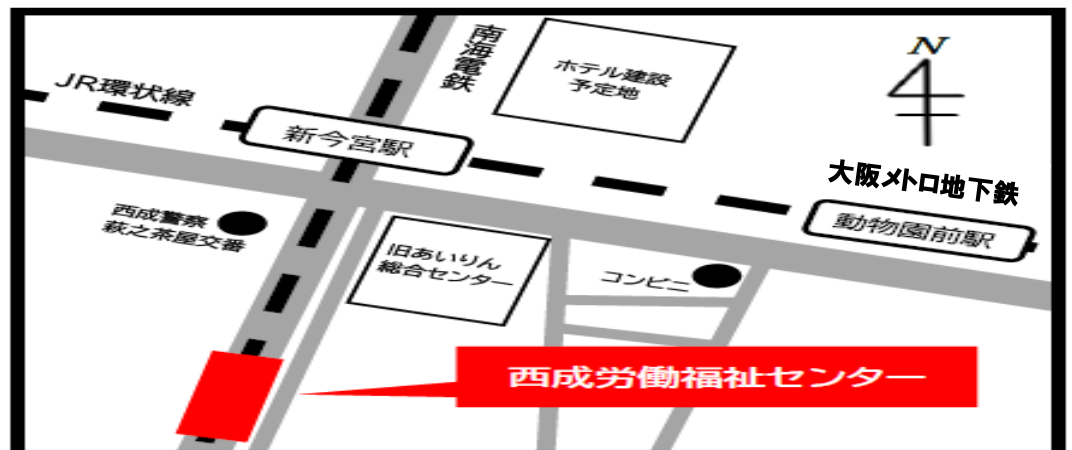 南海電鉄
ホテル建設
予定地
N
JR環状線
新今宮駅
大阪メトロ地下鉄
動物園前駅
西成警察
萩之茶屋交番
旧あいりん
総合センター
コンビニ
西成労働福祉センター